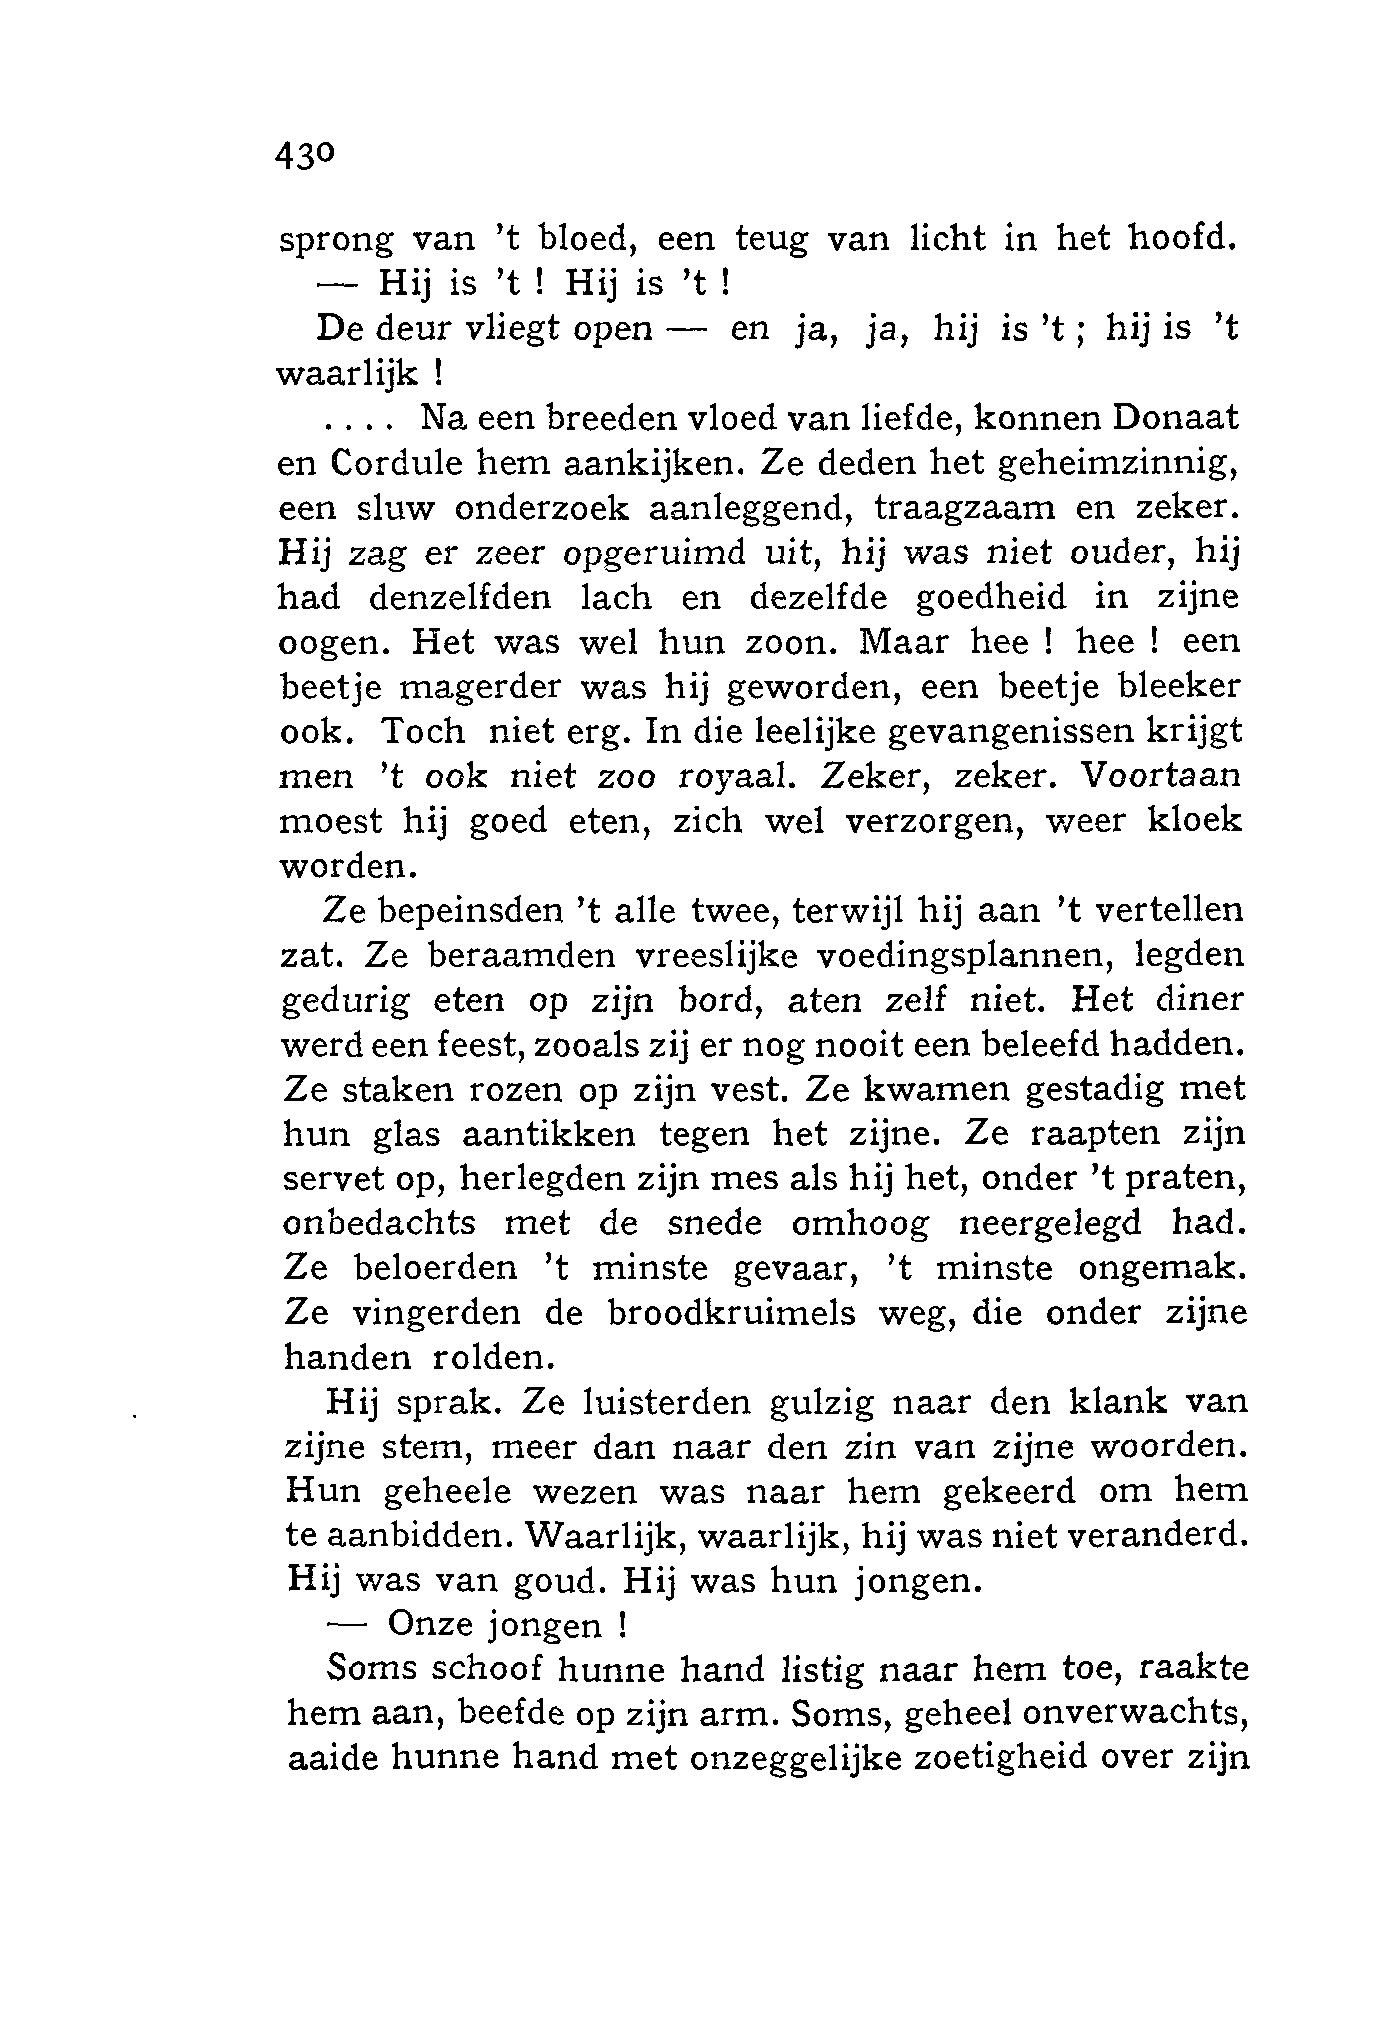 430
sprong van 't bloed, een teug van licht in het hoofd.
— Hij is 't ! Hij is 't !
De deur vliegt open — en ja, ja, hij is 't ; hij is 't
waarlijk !
.... Na een breeden vloed van liefde, konnen Donaat
en Cordule hem aankijken. Ze deden het geheimzinnig,
een sluw onderzoek aanleggend, traagzaam en zeker.
Hij zag er zeer opgeruimd uit, hij was niet ouder, hij
had denzelfden lach en dezelfde goedheid in zijne
oogen. Het was wel hun zoon. Maar hee ! hee ! een
beetje magerder was hij geworden, een beetje bleeker
ook. Toch niet erg. In die leelijke gevangenissen krijgt
men 't ook niet zoo royaal. Zeker, zeker. Voortaan
moest hij goed eten, zich wel verzorgen, weer kloek
worden.
Ze bepeinsden 't alle twee, terwijl hij aan 't vertellen
zat. Ze beraamden vreeslijke voedingsplannen, legden
gedurig eten op zijn bord, aten zelf niet. Het diner
werd een feest, zooals zij er nog nooit een beleefd hadden.
Ze staken rozen op zijn vest. Ze kwamen gestadig met
hun glas aantikken tegen het zijne. Ze raapten zijn
servet op, herlegden zijn mes als hij het, onder 't praten,
onbedachts met de snede omhoog neergelegd had.
Ze beloerden 't minste gevaar, 't minste ongemak.
Ze vingerden de broodkruimels weg, die onder zijne
handen rolden.
Hij sprak. Ze luisterden gulzig naar den klank van
zijne stem, meer dan naar den zin van zijne woorden.
Hun geheele wezen was naar hem gekeerd om hem
te aanbidden. Waarlijk, waarlijk, hij was niet veranderd.
Hij was van goud. Hij was hun jongen.
— Onze jongen !
Soms schoof hunne hand listig naar hem toe, raakte
hem aan, beefde op zijn arm. Soms, geheel onverwachts,
aaide hunne hand met onzeggelijke zoetigheid over zijn